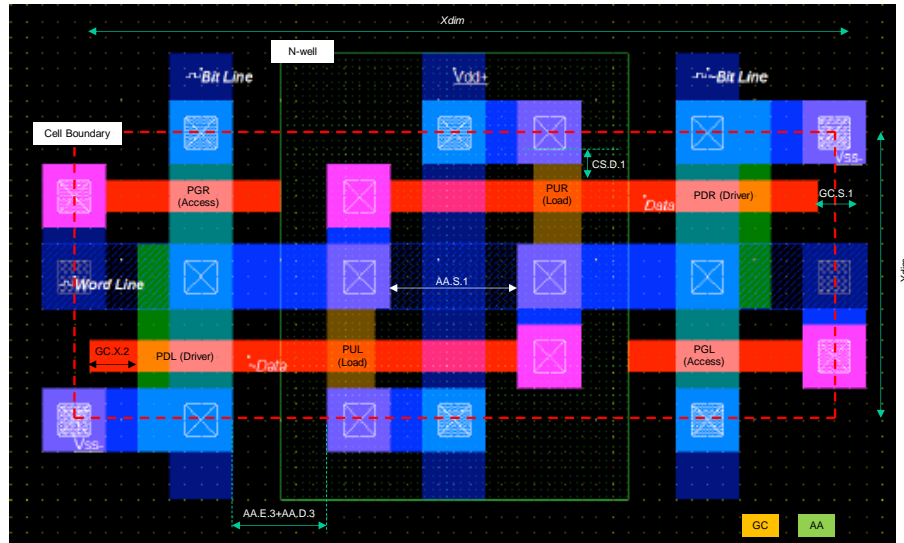 Xdim
N-well
Bit Line
Vdd+
~Bit Line
Cell Boundary
Vss-
CS.D.1
PGR
(Access)
PUR
(Load)
PDR (Driver)
GC.S.1
Data
Ydim
Word Line
AA.S.1
GC.X.2
PDL (Driver)
~Data
PUL
(Load)
PGL
(Access)
Vss-
AA.E.3+AA.D.3
GC
AA